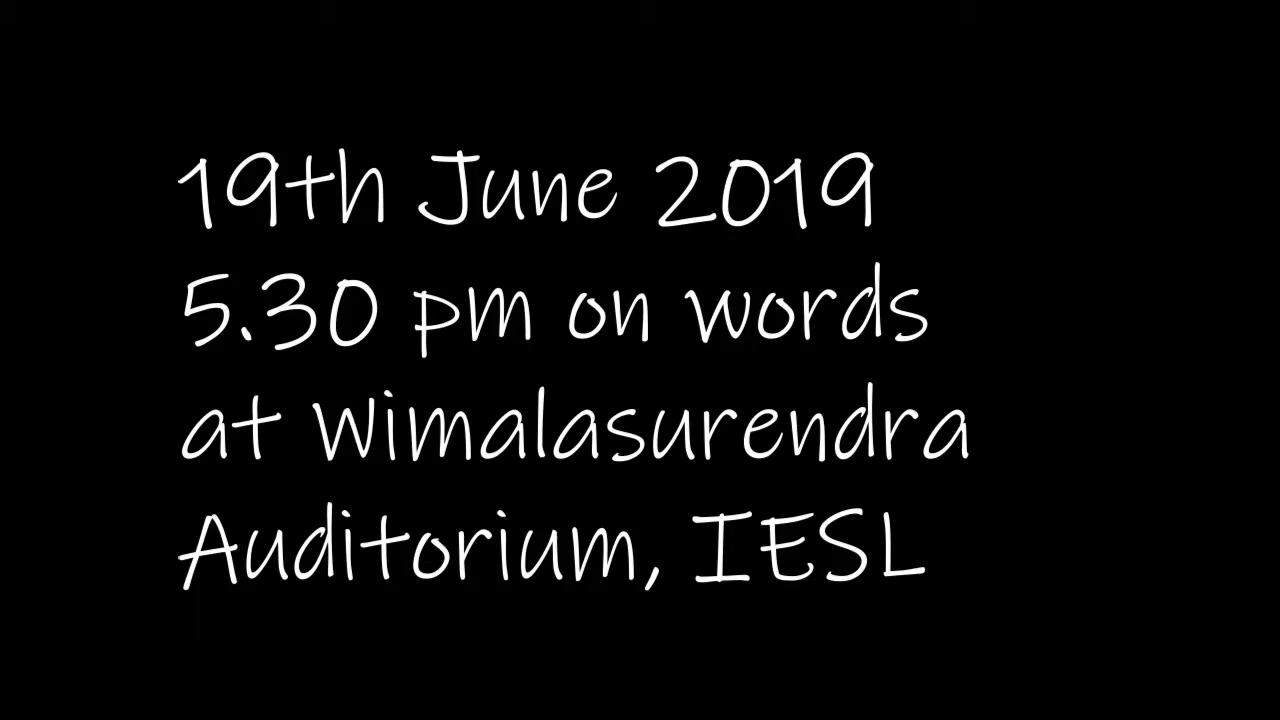 19th June 2019
5.30 pm on words
at Wimalasurendra
Auditorium, IESL